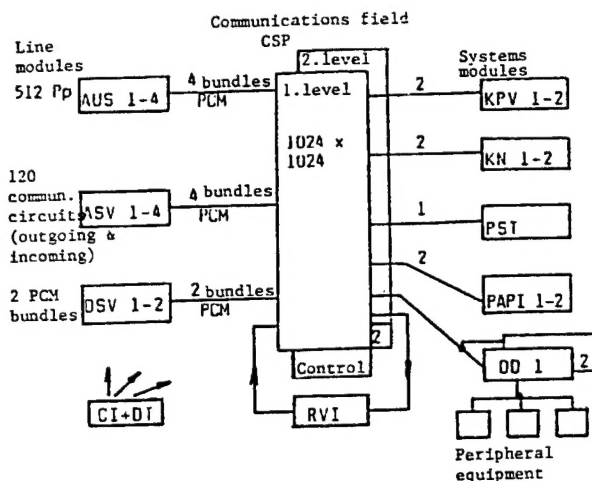 Communications field
CSP
Line
modules
512 Pp
AUS 1-4
4 bundles
PCM
2.level
1.level
1024 x
1024
Systems
modules
2
KPV 1-2
2
KN 1-2
120
commun.
circuits
(outgoing &
incoming)
ASV 1-4
4 bundles
PCM
1
PST
2
PAPI 1-2
2 PCM
bundles
DSV 1-2
2 bundles
PCM
2
Control
DD 1
2
CI+DT
RVI
Peripheral
equipment